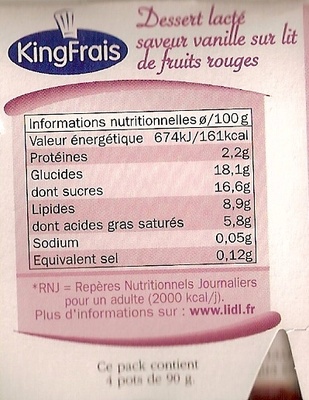 KingFrais
Dessert lacté
saveur vanille sur lit
de fruits rouges
Informations nutritionnelles ø/100g
Valeur énergétique 674kJ/161kcal
Protéines 2,2g
Glucides 18,1g
dont sucres 16,6g
Lipides 8,9g
dont acides gras saturés 5,8g
Sodium 0,05g
Equivalent sel 0,12g
*RNJ = Repères Nutritionnels Journaliers
pour un adulte (2000 kcal/j).
Plus d'informations sur : www.lidl.fr
Ce pack contient
4 pots de 90 g.